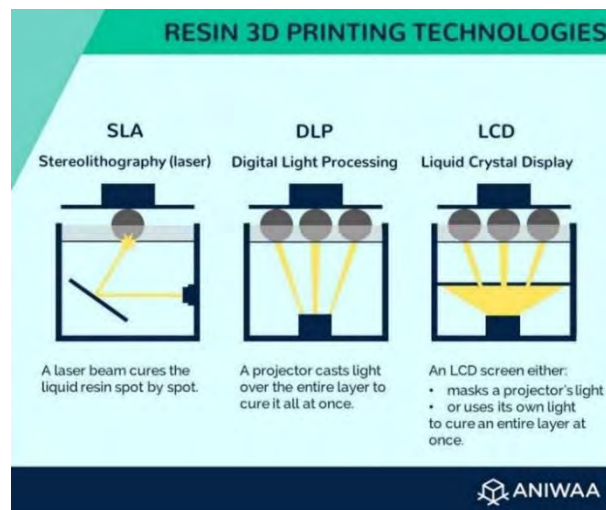 RESIN 3D PRINTING TECHNOLOGIES
SLA
Stereolithography (laser)
A laser beam cures the
liquid resin spot by spot.
DLP
Digital Light Processing
A projector casts light
over the entire layer to
cure it all at once.
LCD
Liquid Crystal Display
An LCD screen either:
• masks a projector's light
• or uses its own light
to cure an entire layer at
once.
ANIWAA